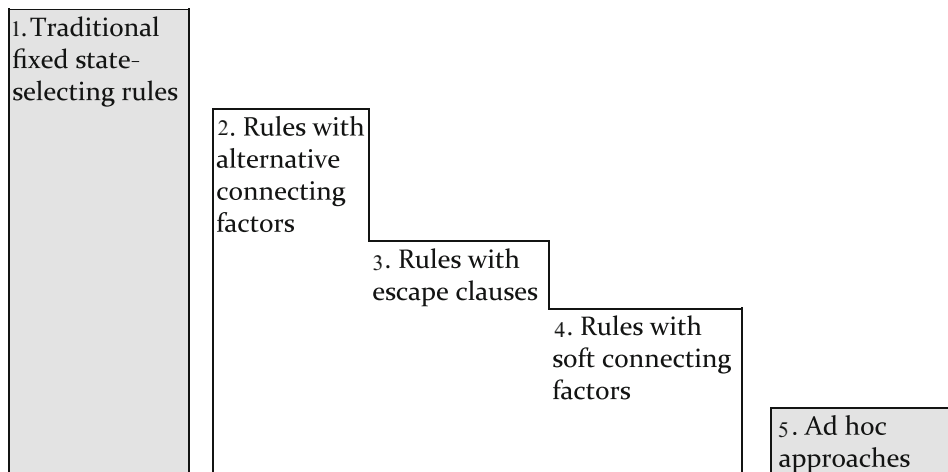 1. Traditional
fixed state-
selecting rules
2. Rules with
alternative
connecting
factors
3. Rules with
escape clauses
4. Rules with
soft connecting
factors
5. Ad hoc
approaches